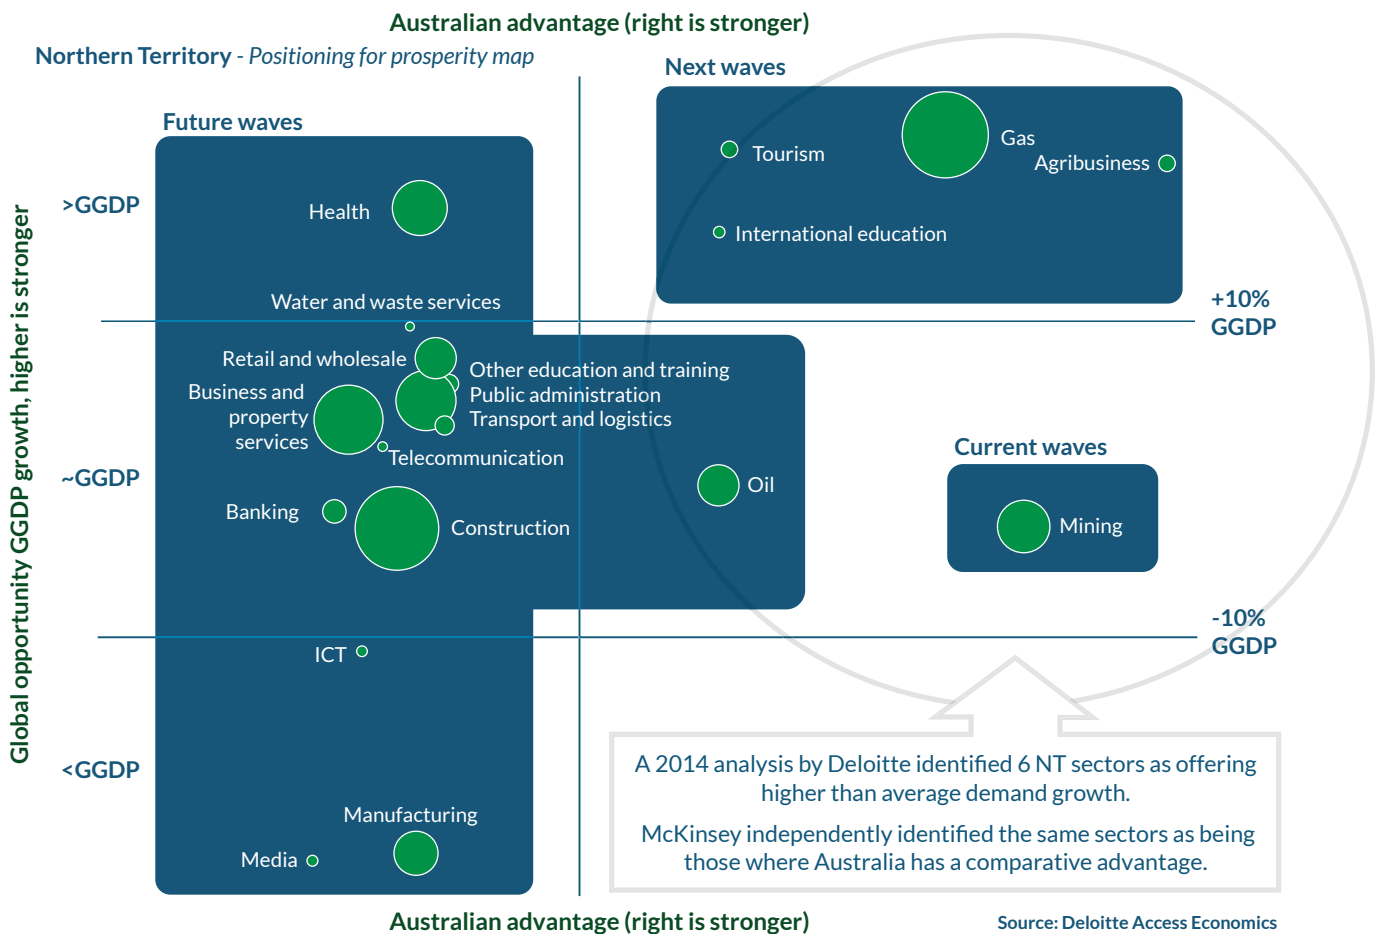 Australian advantage (right is stronger)
Northern Territory - Positioning for prosperity map
Next waves
Future waves
Gas
Tourism
Agribusiness
>GGDP
Health
International education
Global opportunity GGDP growth, higher is stronger
Water and waste services
+10%
GGDP
Retail and wholesale
Other education and training
Business and
property
services
Public administration
Transport and logistics
Telecommunication
Current waves
~GGDP
Oil
Banking
Construction
Mining
-10%
GGDP
ICT
<GGDP
A 2014 analysis by Deloitte identified 6 NT sectors as offering
higher than average demand growth.
McKinsey independently identified the same sectors as being
those where Australia has a comparative advantage.
Manufacturing
Media
Australian advantage (right is stronger)
Source: Deloitte Access Economics